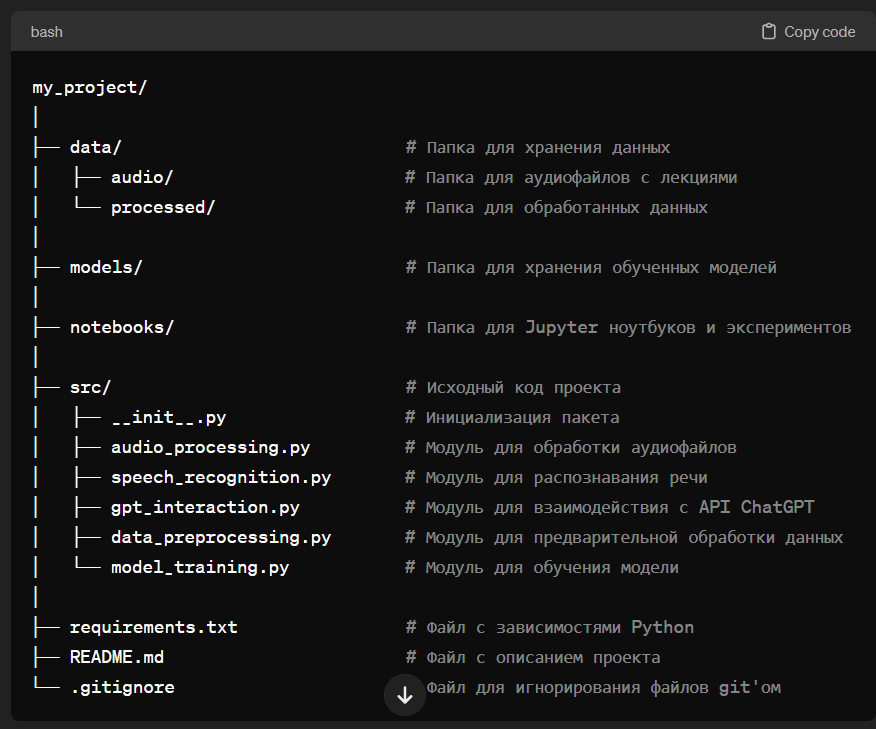 bash
Copy code
my_project/
│
├── data/ # Папка для хранения данных
│   ├── audio/ # Папка для аудиофайлов с лекциями
│   └── processed/ # Папка для обработанных данных
│
├── models/ # Папка для хранения обученных моделей
│
├── notebooks/ # Папка для Jupyter ноутбуков и экспериментов
│
├── src/ # Исходный код проекта
│   ├── __init__.py # Инициализация пакета
│   ├── audio_processing.py # Модуль для обработки аудиофайлов
│   ├── speech_recognition.py # Модуль для распознавания речи
│   ├── gpt_interaction.py # Модуль для взаимодействия с API ChatGPT
│   ├── data_preprocessing.py # Модуль для предварительной обработки данных
│   └── model_training.py # Модуль для обучения модели
│
├── requirements.txt # Файл с зависимостями Python
├── README.md # Файл с описанием проекта
└── .gitignore Файл для игнорирования файлов git'ом